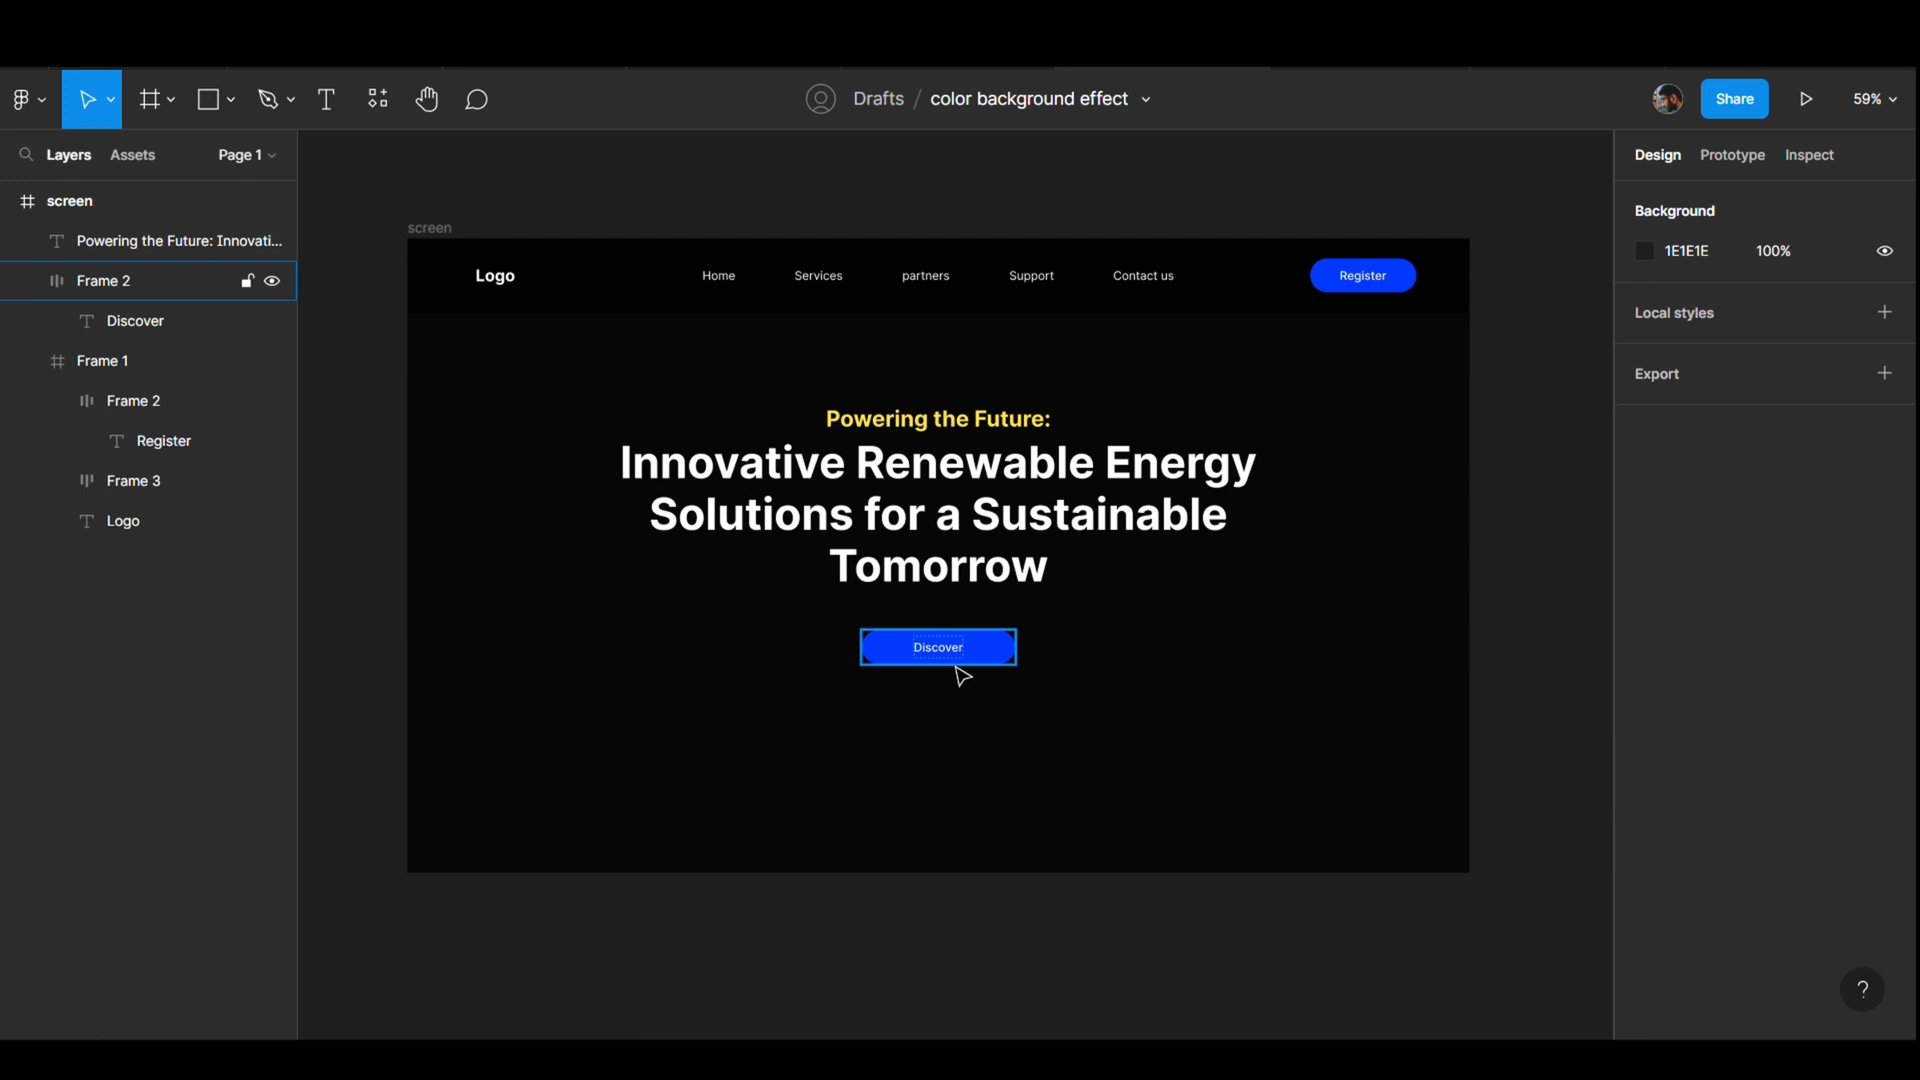 Drafts / color background effect
Share
59%
Layers Assets Page 1
Design Prototype Inspect
screen
Powering the Future: Innovati...
Frame 2
Discover
Frame 1
Frame 2
Register
Frame 3
Logo
screen
Logo Home Services partners Support Contact us Register
Powering the Future:
Innovative Renewable Energy
Solutions for a Sustainable
Tomorrow
Discover
Background
1E1E1E 100%
Local styles
Export
?